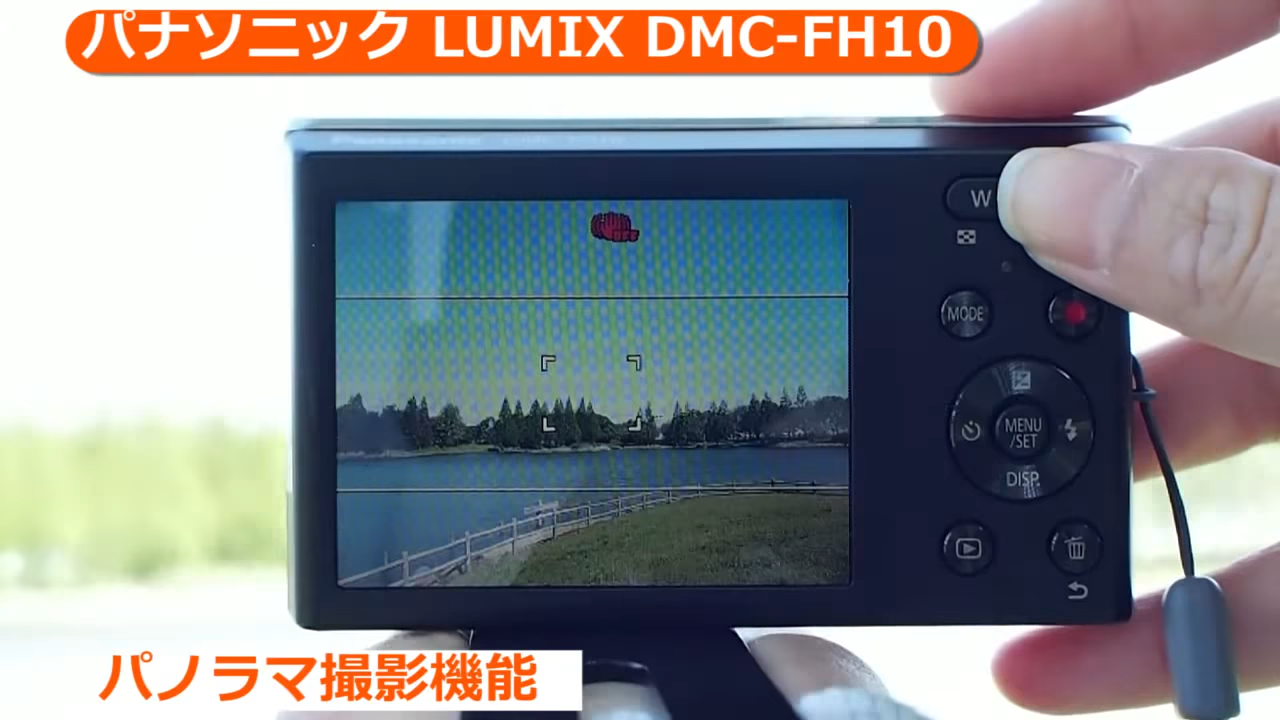 パナソニック LUMIX DMC-FH10
W
MODE
MENU
/SET
DISP.
パノラマ撮影機能